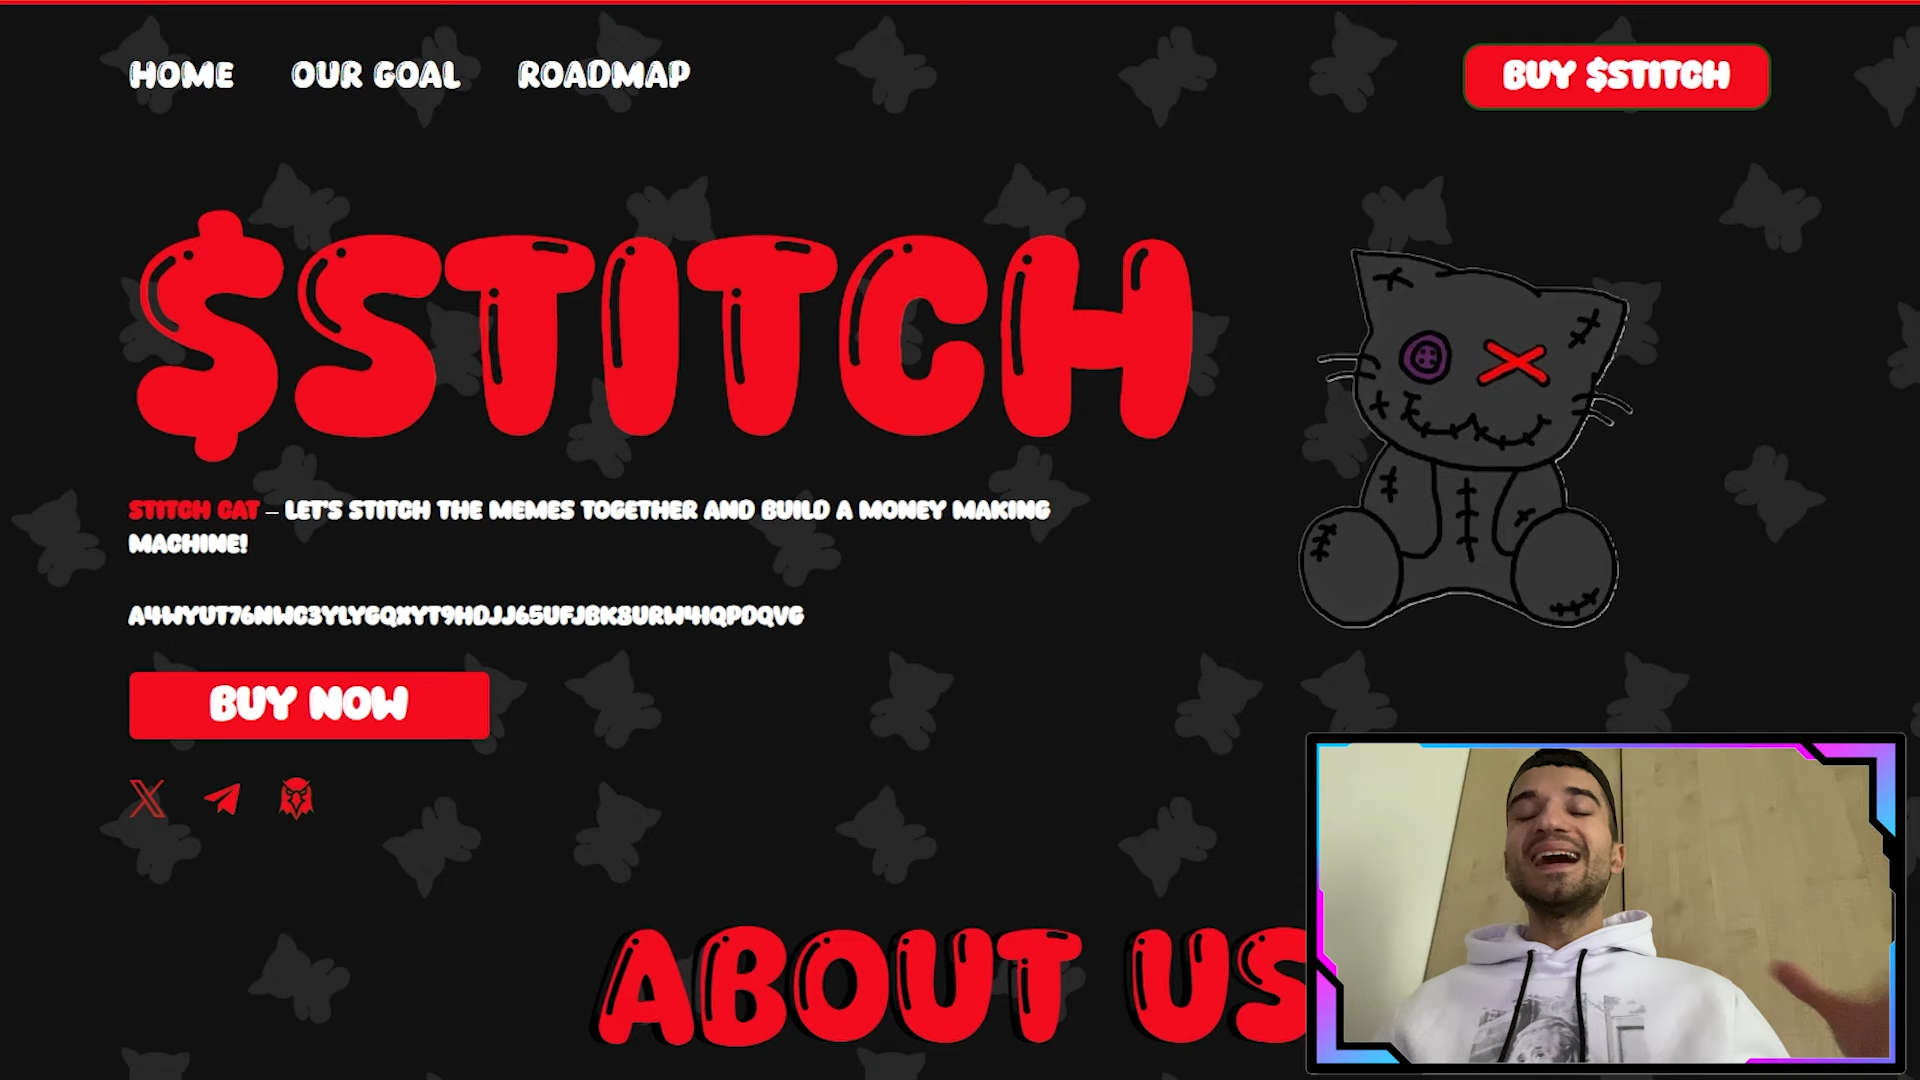 HOME OUR GOAL ROADMAP BUY $STITCH
$STITCH
STITCH CAT – LET'S STITCH THE MEMES TOGETHER AND BUILD A MONEY MAKING
MACHINE!
A4WYUT76NWC3YLYGQXYT9HDJJ65UFJBK8URW4HQPDQVG
BUY NOW
ABOUT US